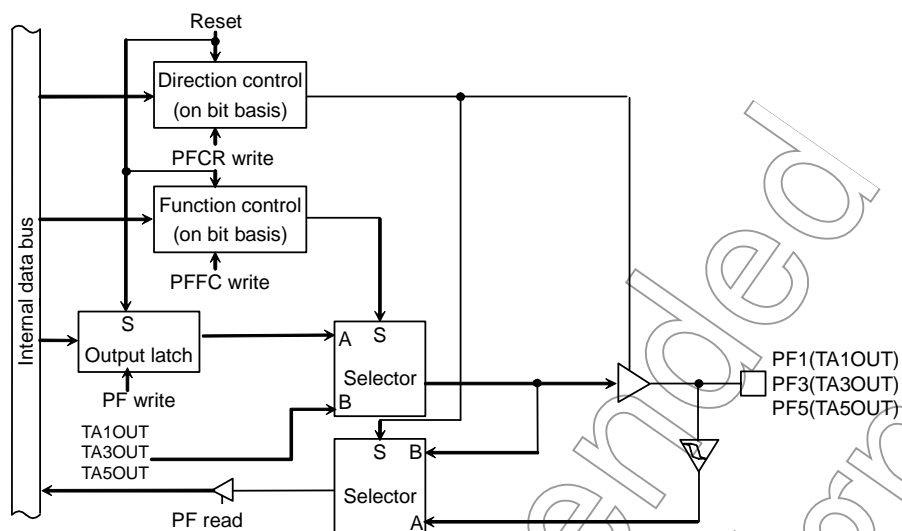 Reset
Direction control
(on bit basis)
PFCR write
Function control
(on bit basis)
PFFC write
Internal data bus
S
Output latch
PF write
A
S
Selector
B
TA1OUT
TA3OUT
TA5OUT
S
B
Selector
A
PF read
PF1(TA1OUT)
PF3(TA3OUT)
PF5(TA5OUT)
ended